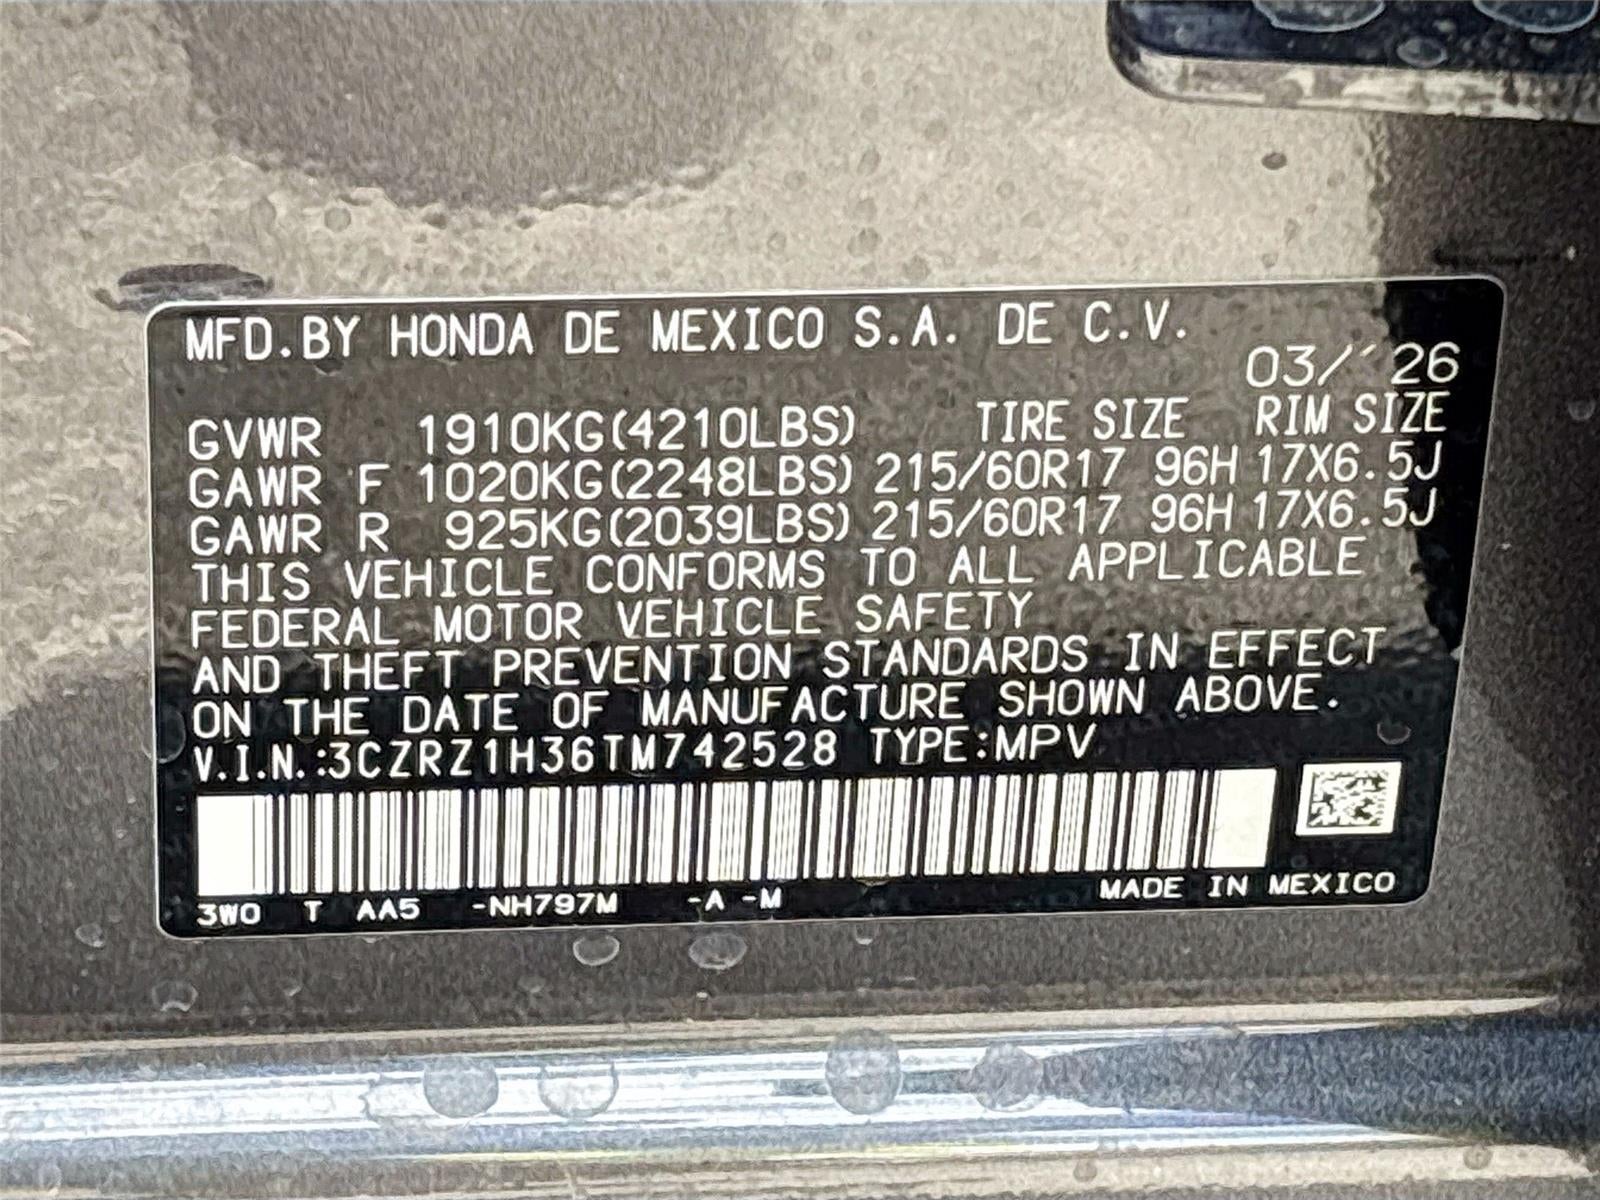 MFD.BY HONDA DE MEXICO S.A. DE C.V.
03/ 26
GVWR 1910KG(4210LBS) TIRE SIZE RIM SIZE
GAWR F 1020KG(2248LBS) 215/60R17 96H 17X6.5J
GAWR R 925KG(2039LBS) 215/60R17 96H 17X6.5J
THIS VEHICLE CONFORMS TO ALL APPLICABLE
FEDERAL MOTOR VEHICLE SAFETY
AND THEFT PREVENTION STANDARDS IN EFFECT
ON THE DATE OF MANUFACTURE SHOWN ABOVE.
V.I.N.:3CZRZ1H36TM742528 TYPE:MPV
3W0 T AA5 -NH797M -A -M MADE IN MEXICO